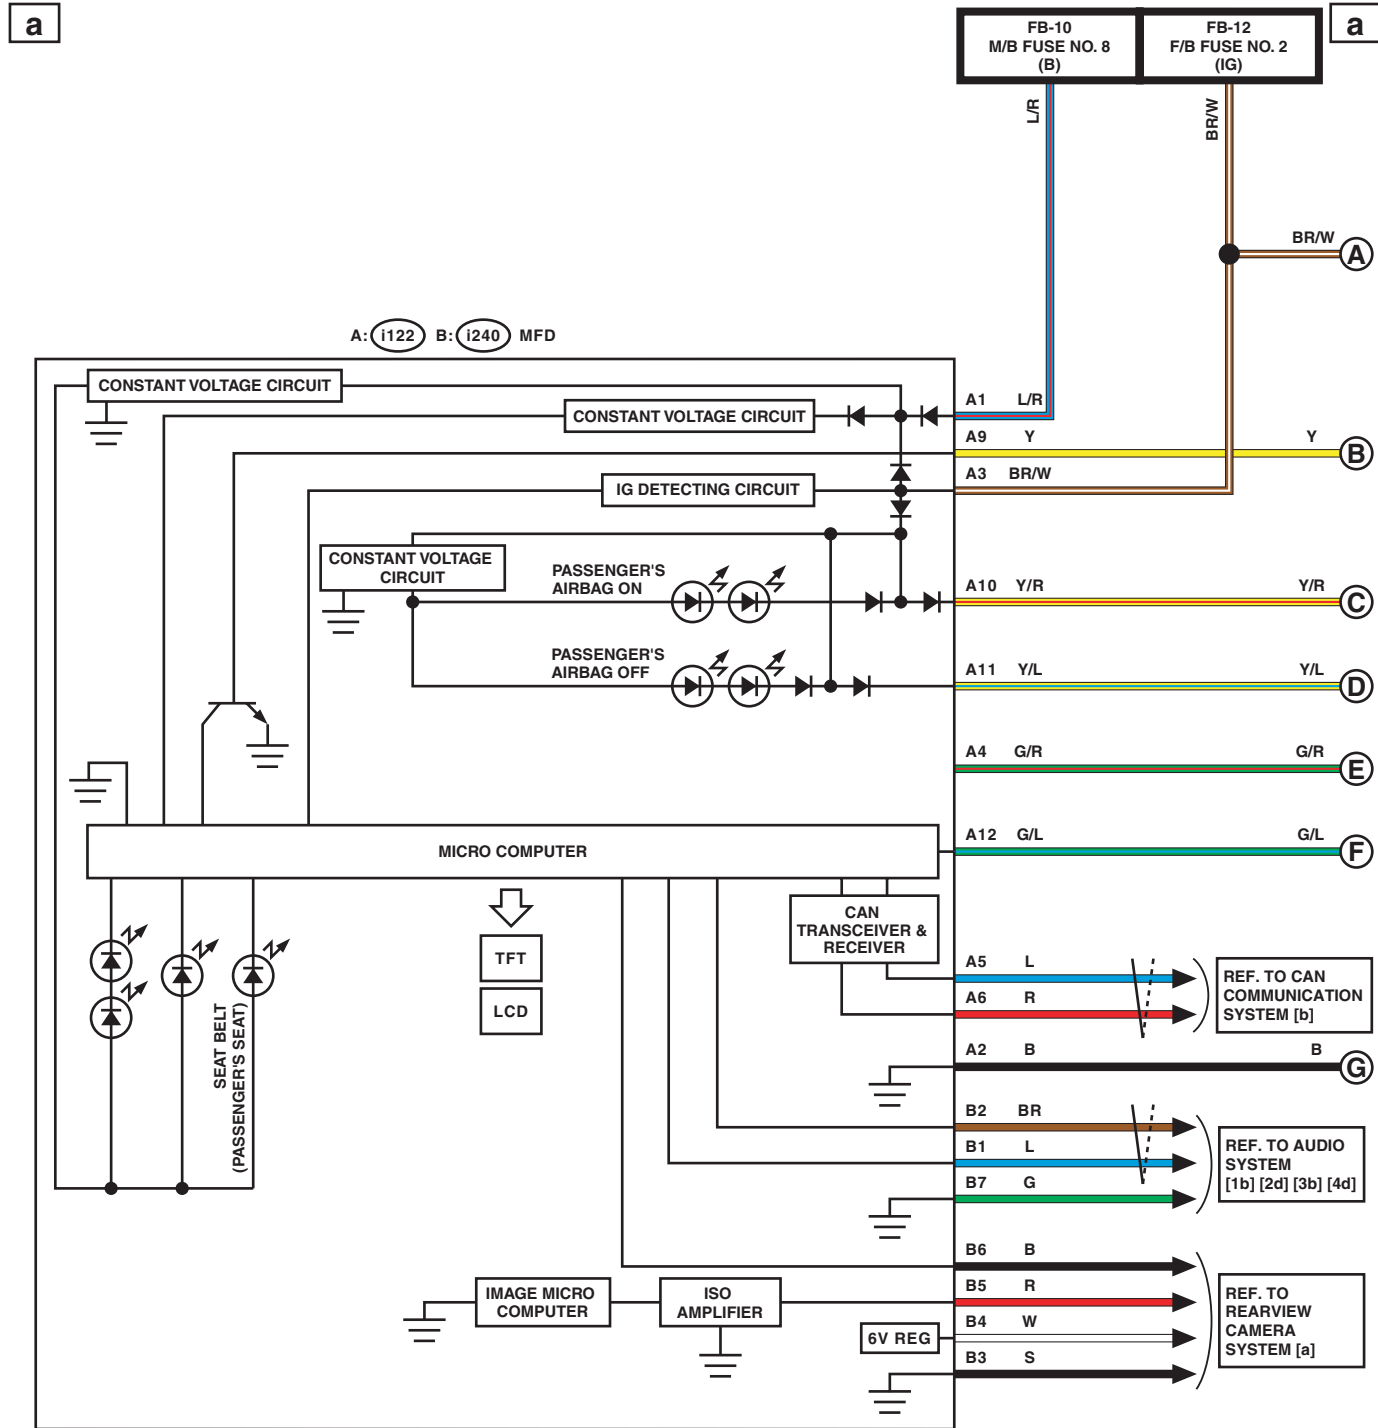 a
FB-10
M/B FUSE NO. 8
(B)
FB-12
F/B FUSE NO. 2
(IG)
a
L/R
BR/W
BR/W
A
A: i122 B: i240 MFD
CONSTANT VOLTAGE CIRCUIT
CONSTANT VOLTAGE CIRCUIT
A1 L/R
A9 Y Y B
A3 BR/W
IG DETECTING CIRCUIT
CONSTANT VOLTAGE
CIRCUIT
PASSENGER'S
AIRBAG ON
A10 Y/R Y/R C
PASSENGER'S
AIRBAG OFF
A11 Y/L Y/L D
A4 G/R G/R E
MICRO COMPUTER
A12 G/L G/L F
CAN
TRANSCEIVER &
RECEIVER
TFT
LCD
SEAT BELT
(PASSENGER'S SEAT)
A5 L
A6 R
REF. TO CAN
COMMUNICATION
SYSTEM [b]
A2 B B G
B2 BR
B1 L
B7 G
REF. TO AUDIO
SYSTEM
[1b] [2d] [3b] [4d]
B6 B
B5 R
B4 W
B3 S
IMAGE MICRO
COMPUTER
ISO
AMPLIFIER
6V REG
REF. TO
REARVIEW
CAMERA
SYSTEM [a]